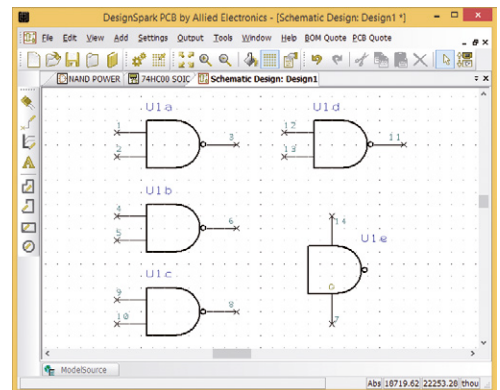 DesignSpark PCB by Allied Electronics - [Schematic Design: Design1 *]
File Edit View Add Settings Output Tools Window Help BOM Quote PCB Quote
NAND POWER 74HC00 SOIC Schematic Design: Design1
U1a U1d
1 3 12 11
2 13
U1b
4 6 14
5 U1e
U1c
9 8 7
10
ModelSource
Abs 18719.62 22253.28 thou